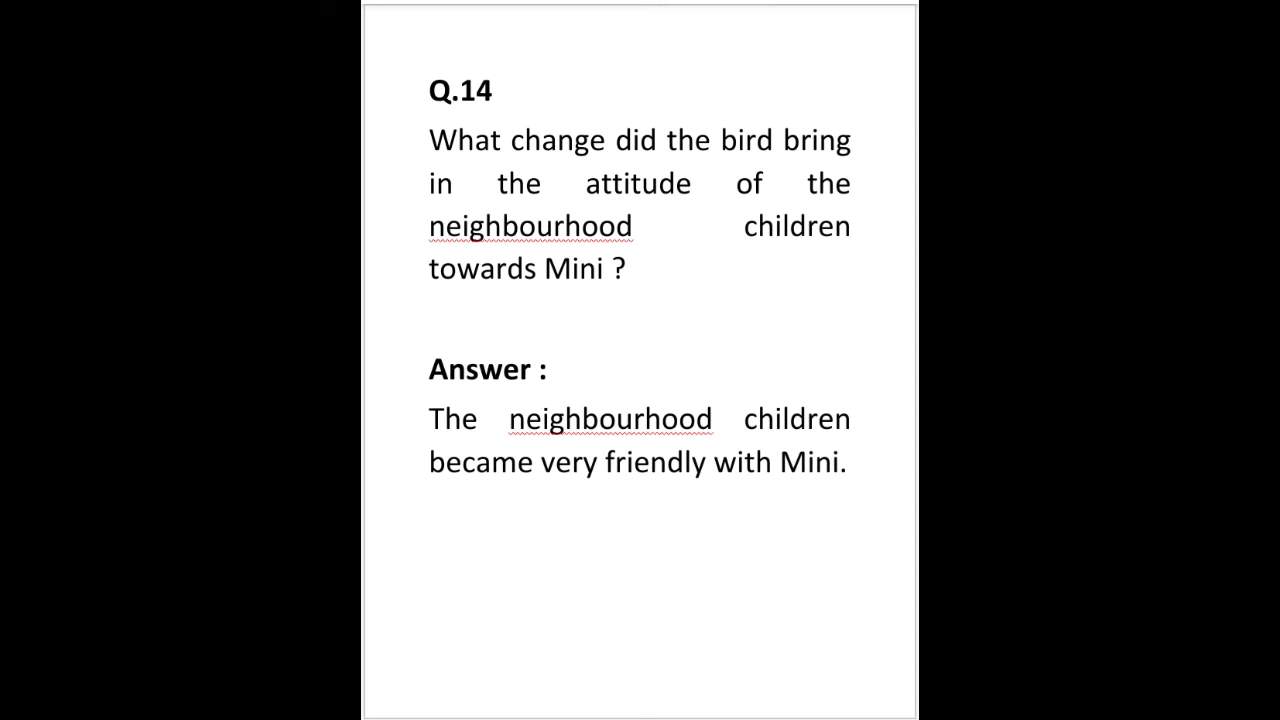 Q.14
What change did the bird bring
in the attitude of the
neighbourhood children
towards Mini ?
Answer :
The neighbourhood children
became very friendly with Mini.